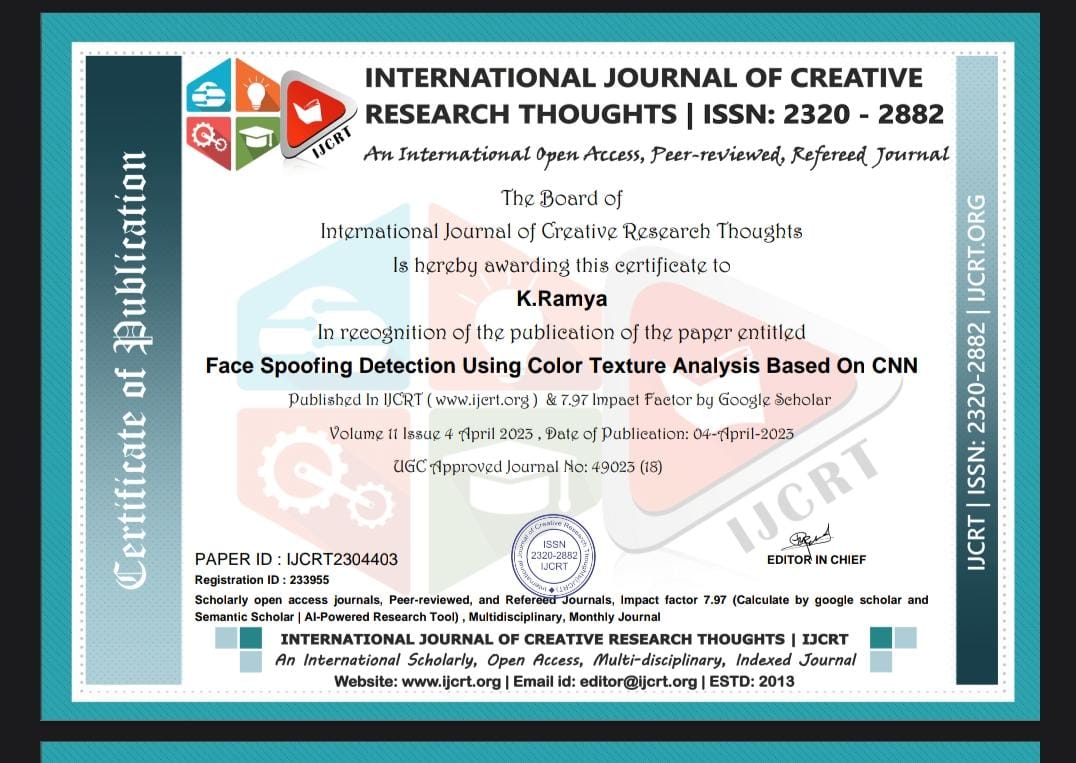 Certificate of Publication
IJCRT
INTERNATIONAL JOURNAL OF CREATIVE
RESEARCH THOUGHTS | ISSN: 2320 - 2882
An International Open Access, Peer-reviewed, Refereed Journal
The Board of
International Journal of Creative Research Thoughts
Is hereby awarding this certificate to
K.Ramya
In recognition of the publication of the paper entitled
Face Spoofing Detection Using Color Texture Analysis Based On CNN
Published In IJCRT ( www.ijcrt.org ) & 7.97 Impact Factor by Google Scholar
Volume 11 Issue 4 April 2023 , Date of Publication: 04-April-2023
UGC Approved Journal No: 49023 (18)
IJCRT
PAPER ID : IJCRT2304403
Registration ID : 233955
International Journal of Creative Research Thoughts(IJCRT)
ISSN
2320-2882
IJCRT
EDITOR IN CHIEF
Scholarly open access journals, Peer-reviewed, and Refereed Journals, Impact factor 7.97 (Calculate by google scholar and
Semantic Scholar | AI-Powered Research Tool) , Multidisciplinary, Monthly Journal
INTERNATIONAL JOURNAL OF CREATIVE RESEARCH THOUGHTS | IJCRT
An International Scholarly, Open Access, Multi-disciplinary, Indexed Journal
Website: www.ijcrt.org | Email id: editor@ijcrt.org | ESTD: 2013
IJCRT | ISSN: 2320-2882 | IJCRT.ORG